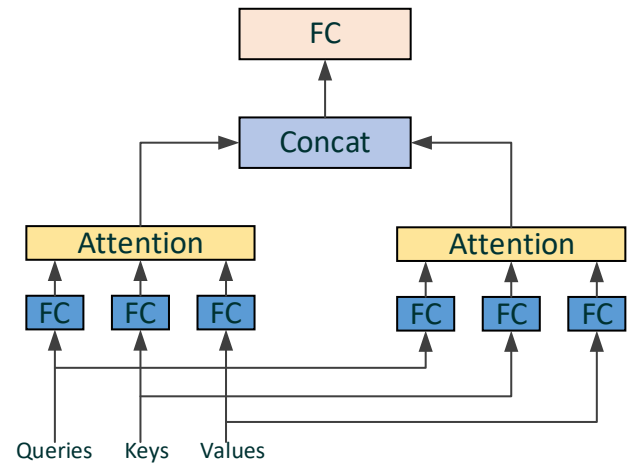 FC
Concat
Attention
Attention
FC FC FC
FC FC FC
Queries Keys Values